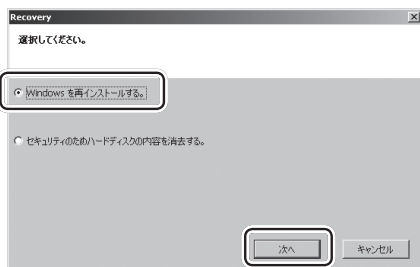 Recovery
選択してください。
Windows を再インストールする。
セキュリティのためハードディスクの内容を消去する。
次へ
キャンセル